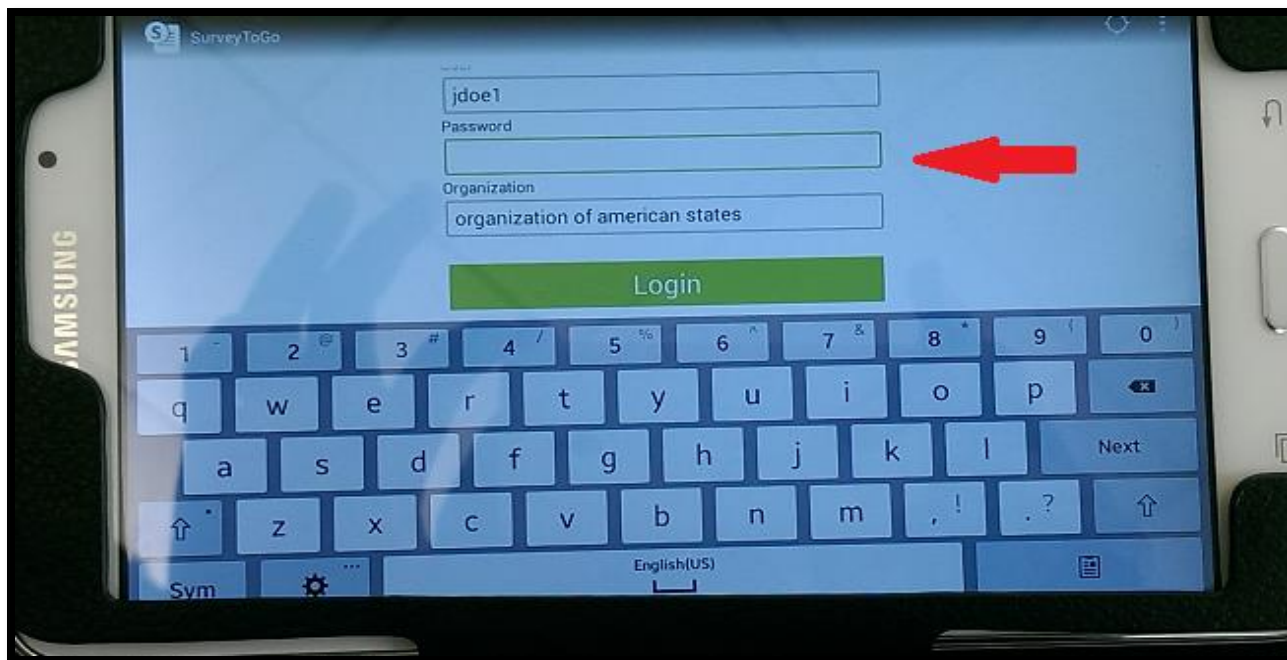 SurveyToGo
User
jdoe1
Password
Organization
organization of american states
Login
SAMSUNG
1 - 2 @ 3 # 4 / 5 % 6 ^ 7 & 8 * 9 ( 0 )
q w e r t y u i o p
a s d f g h j k l Next
z x c v b n m , ! . ?
Sym English(US)